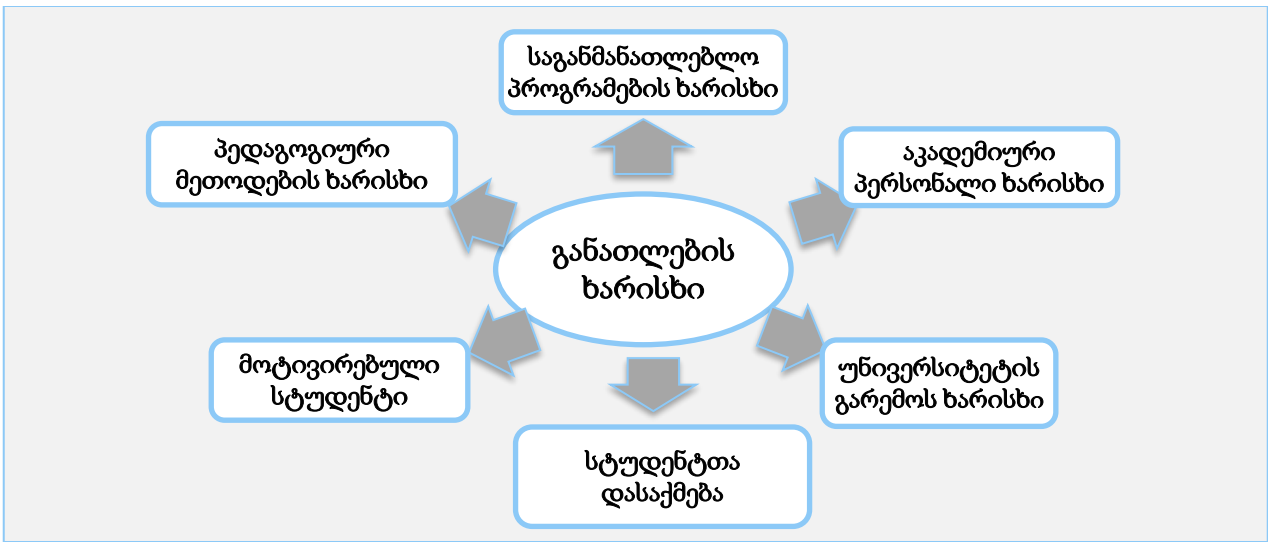 საგანმანათლებლო
პროგრამების ხარისხი
პედაგოგიური
მეთოდების ხარისხი
აკადემიური
პერსონალი ხარისხი
განათლების
ხარისხი
მოტივირებული
სტუდენტი
უნივერსიტეტის
გარემოს ხარისხი
სტუდენტთა
დასაქმება